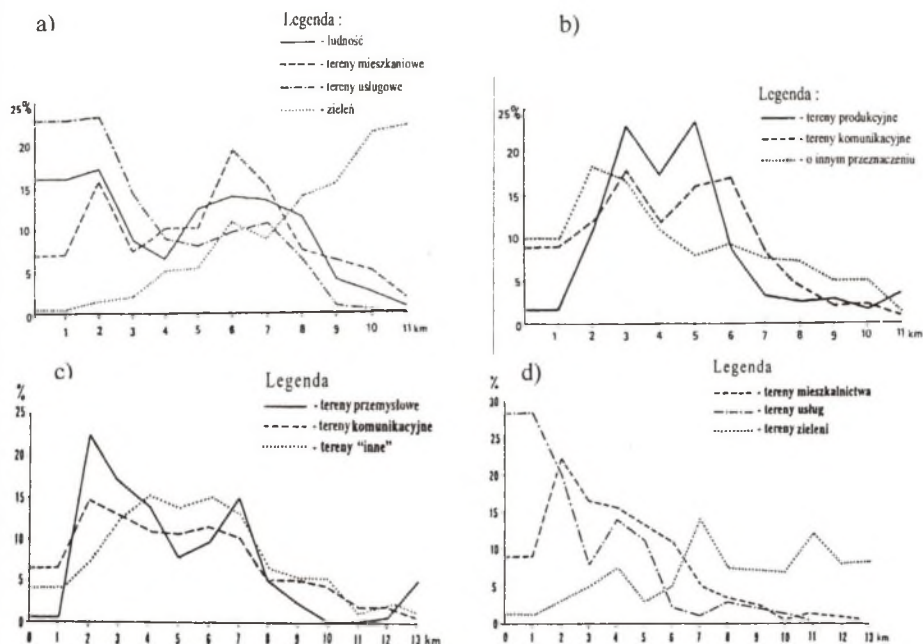 a)
Legenda :
- ludność
- tereny mieszkaniowe
- tereny usługowe
- zieleń
25%
20
15
10
5
0
1 2 3 4 5 6 7 8 9 10 11 km
b)
Legenda :
- tereny produkcyjne
- tereny komunikacyjne
- o innym przeznaczeniu
25%
20
15
10
5
0
1 2 3 4 5 6 7 8 9 10 11 km
c)
Legenda
- tereny przemysłowe
- tereny komunikacyjne
- tereny "inne"
%
25
20
15
10
5
0
0 1 2 3 4 5 6 7 8 9 10 11 12 13 km
d)
Legenda
- tereny mieszkalnictwa
- tereny usług
- tereny zieleni
%
30
25
20
15
10
5
0
0 1 2 3 4 5 6 7 8 9 10 11 12 13 km